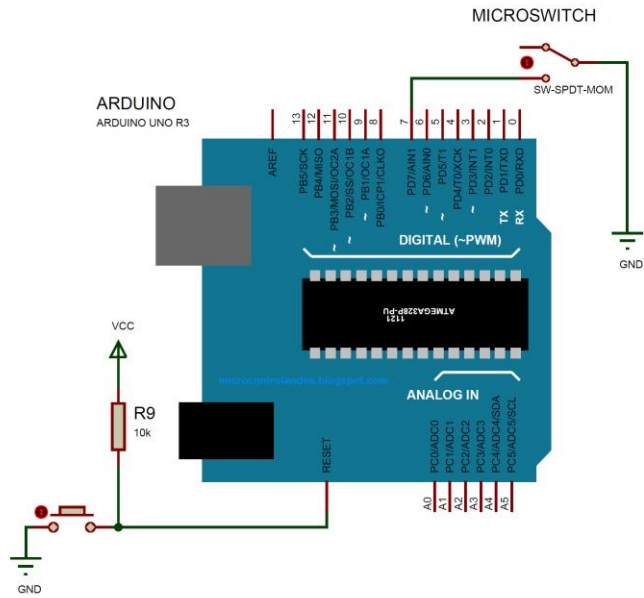 MICROSWITCH
SW-SPDT-MOM
GND
ARDUINO
ARDUINO UNO R3
AREF
13
12
11
10
9
8
7
6
5
4
3
2
1
0
PB5/SCK
PB4/MISO
PB3/MOSI/OC2A
PB2/SS/OC1B
PB1/OC1A
PB0/ICP1/CLKO
PD7/AIN1
PD6/AIN0
PD5/T1
PD4/T0/XCK
PD3/INT1
PD2/INT0
PD1/TXD
PD0/RXD
~ ~ ~ ~ ~ ~
TX
RX
DIGITAL (~PWM)
ATMEGA328P-PU
1121
microcontrolandos.blogspot.com
ANALOG IN
RESET
PC0/ADC0
PC1/ADC1
PC2/ADC2
PC3/ADC3
PC4/ADC4/SDA
PC5/ADC5/SCL
A0
A1
A2
A3
A4
A5
VCC
R9
10k
GND